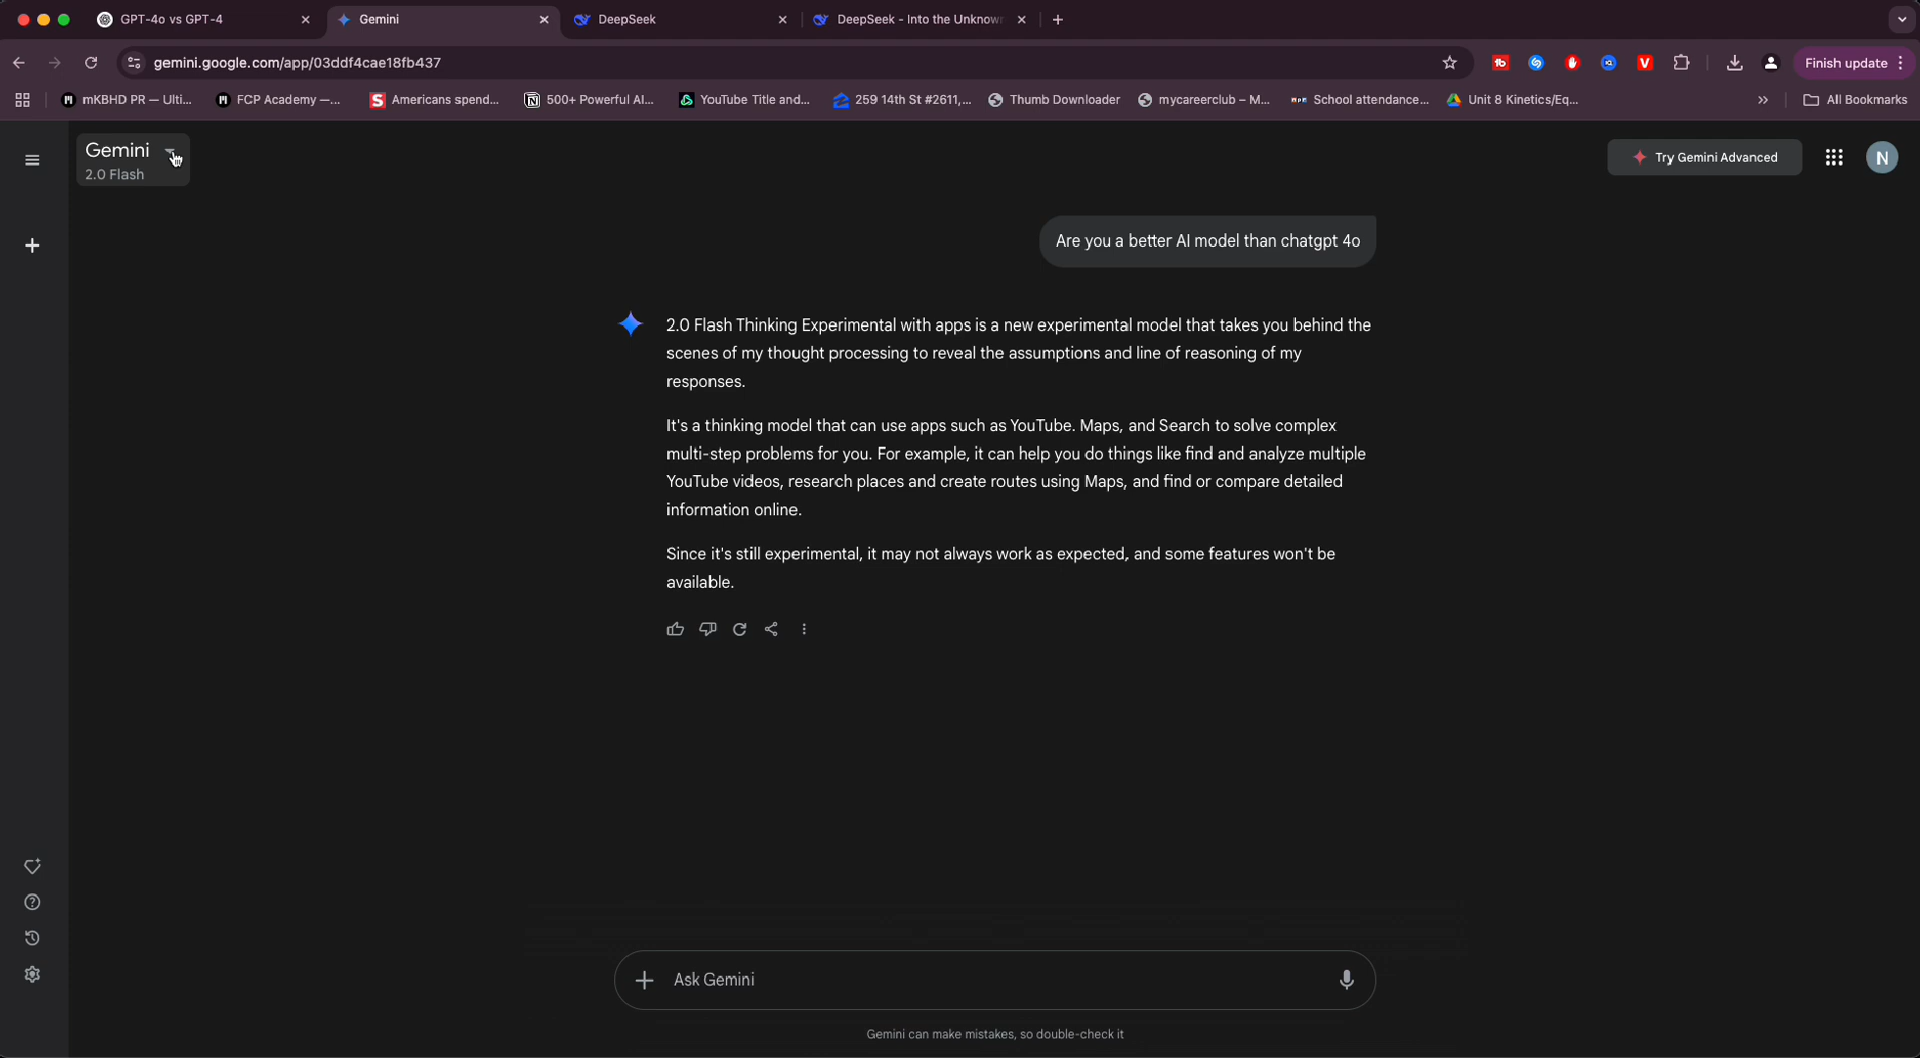 GPT-4o vs GPT-4
Gemini
DeepSeek
DeepSeek - Into the Unknown
gemini.google.com/app/03ddf4cae18fb437
Finish update
mKBHD PR — Ulti...
FCP Academy —...
Americans spend...
500+ Powerful AI...
YouTube Title and...
259 14th St #2611,...
Thumb Downloader
mycareerclub – M...
School attendance...
Unit 8 Kinetics/Eq...
All Bookmarks
Gemini
2.0 Flash
Try Gemini Advanced
N
Are you a better AI model than chatgpt 4o
2.0 Flash Thinking Experimental with apps is a new experimental model that takes you behind the
scenes of my thought processing to reveal the assumptions and line of reasoning of my
responses.
It's a thinking model that can use apps such as YouTube. Maps, and Search to solve complex
multi-step problems for you. For example, it can help you do things like find and analyze multiple
YouTube videos, research places and create routes using Maps, and find or compare detailed
information online.
Since it's still experimental, it may not always work as expected, and some features won't be
available.
Ask Gemini
Gemini can make mistakes, so double-check it